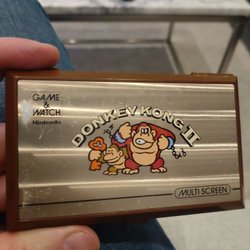 GAME &
WATCH
Nintendo
DONKEY KONG II
MULTI SCREEN